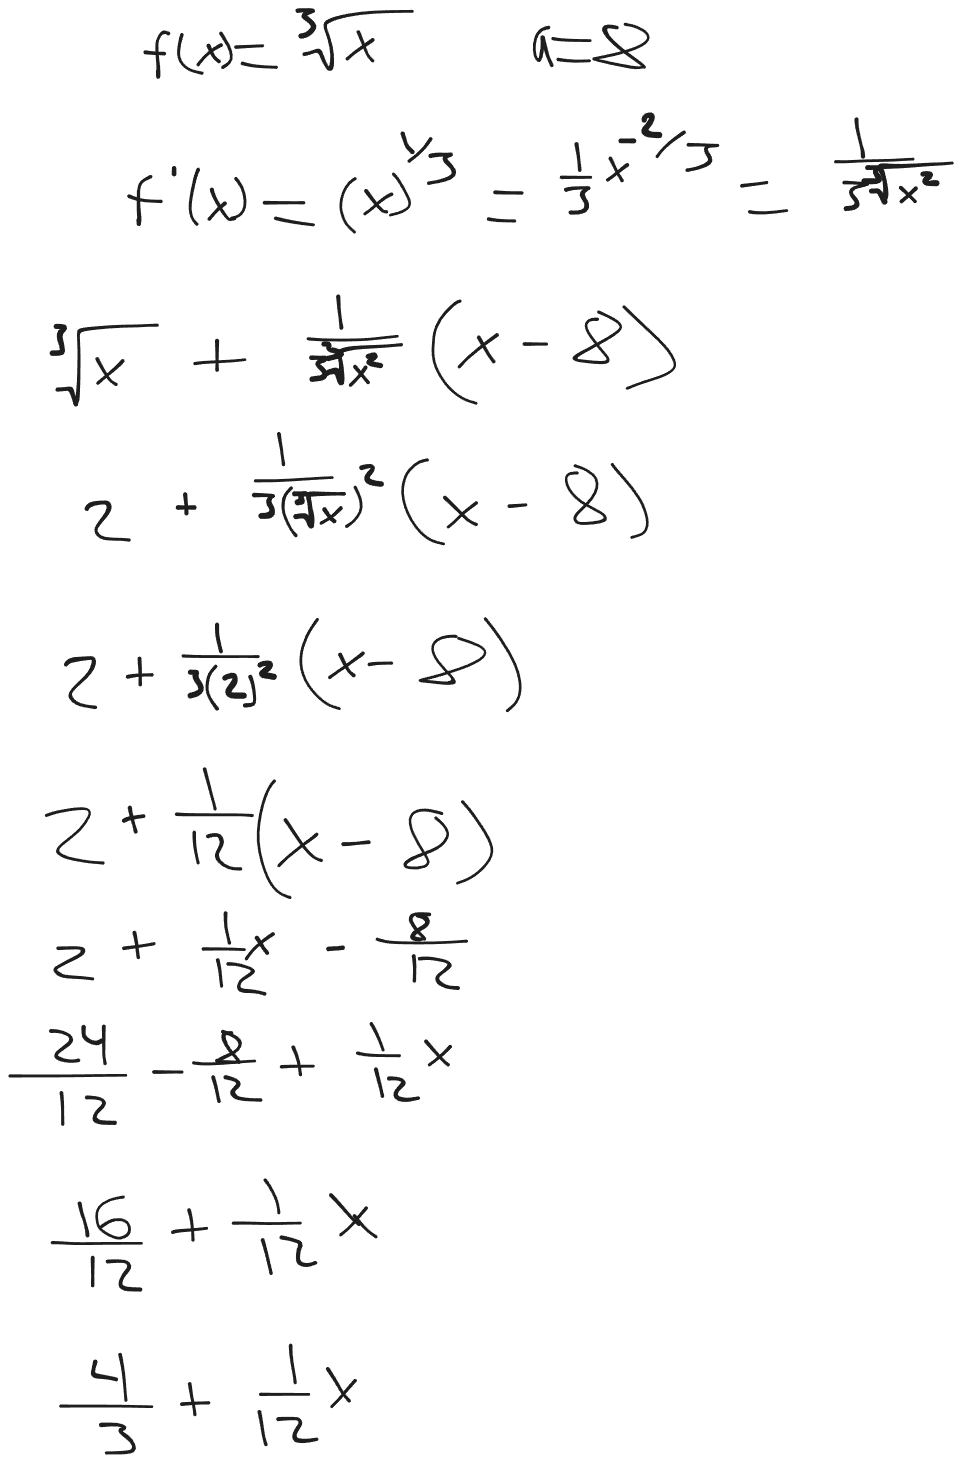 f(x) = ∛x    a = 8
f'(x) = (x)^{1/3} = 1/3 x^{-2/3} = 1/(3∛x²)
∛x + 1/(3∛x²) (x - 8)
2 + 1/(3(∛x)²) (x - 8)
2 + 1/(3(2)²) (x - 8)
2 + 1/12 (x - 8)
2 + 1/12 x - 8/12
24/12 - 8/12 + 1/12 x
16/12 + 1/12 x
4/3 + 1/12 x